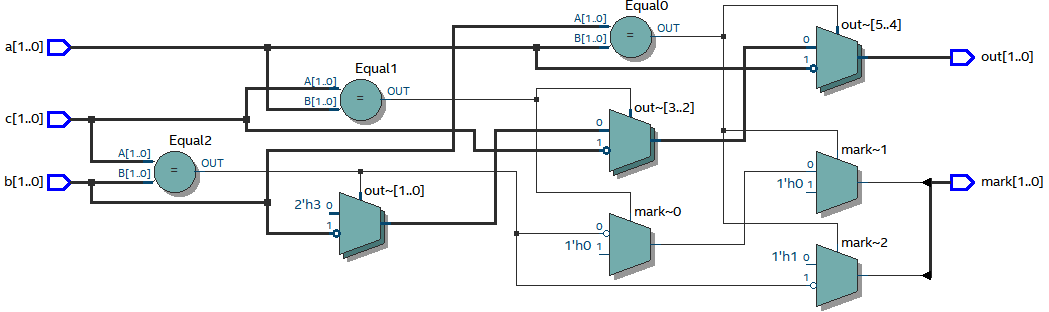 Equal0
A[1..0]
B[1..0]
=
OUT
out~[5..4]
0
1
a[1..0]
out[1..0]
Equal1
A[1..0]
B[1..0]
=
OUT
out~[3..2]
0
1
c[1..0]
Equal2
A[1..0]
B[1..0]
=
OUT
b[1..0]
out~[1..0]
2'h3 0
1
mark~0
0
1'h0 1
mark~1
0
1'h0 1
mark[1..0]
mark~2
1'h1 0
1